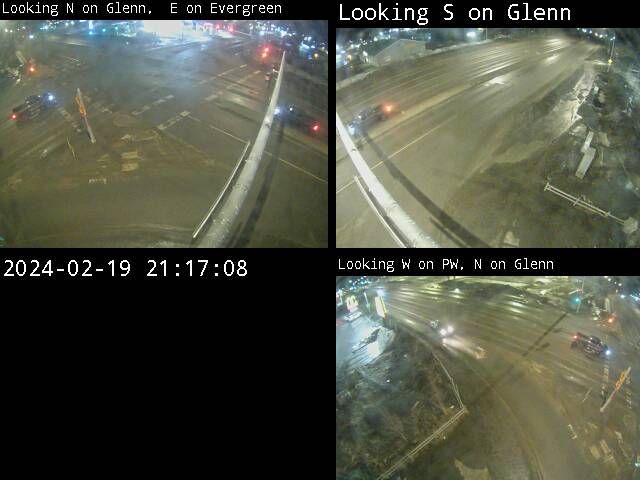 Looking N on Glenn, E on Evergreen
Looking S on Glenn
2024-02-19 21:17:08
Looking W on PW, N on Glenn